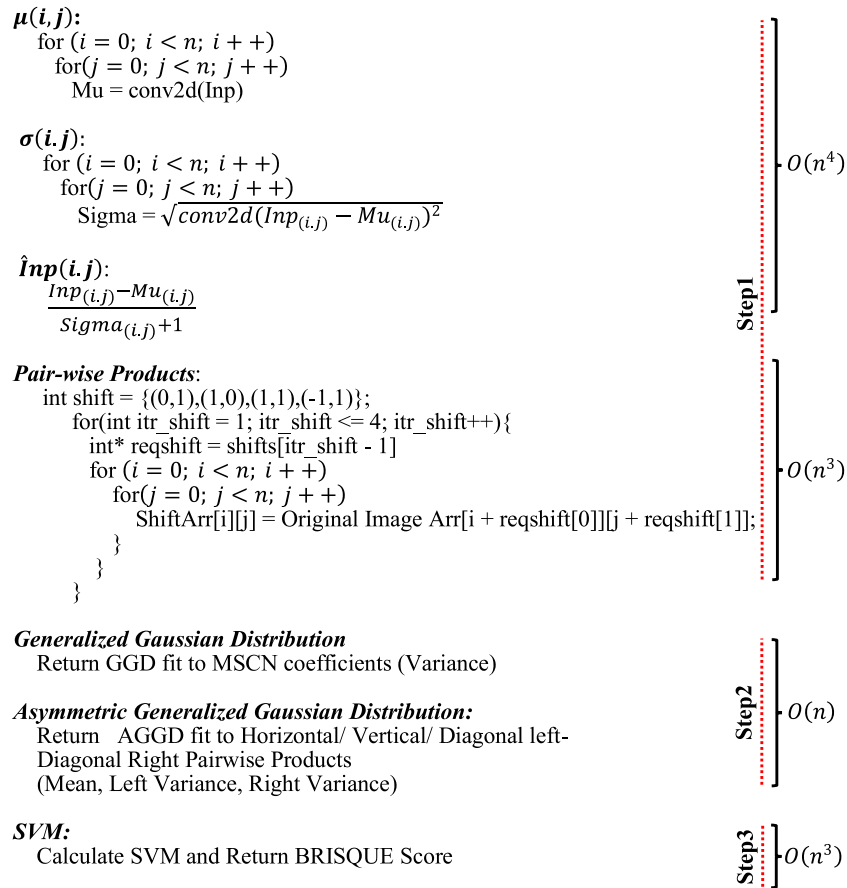 μ(i,j):
for (i = 0; i < n; i + +)
for(j = 0; j < n; j + +)
Mu = conv2d(Inp)
σ(i.j):
for (i = 0; i < n; i + +)
for(j = 0; j < n; j + +)
Sigma = √conv2d(Inp(i.j) − Mu(i.j))²
O(n⁴)
Înp(i.j):
Inp(i.j)−Mu(i.j)
Sigma(i.j)+1
Step1
Pair-wise Products:
int shift = {(0,1),(1,0),(1,1),(-1,1)};
for(int itr_shift = 1; itr_shift <= 4; itr_shift++){
int* reqshift = shifts[itr_shift - 1]
for (i = 0; i < n; i + +)
for(j = 0; j < n; j + +)
ShiftArr[i][j] = Original Image Arr[i + reqshift[0]][j + reqshift[1]];
}
}
}
O(n³)
Generalized Gaussian Distribution
Return GGD fit to MSCN coefficients (Variance)
Asymmetric Generalized Gaussian Distribution:
Return AGGD fit to Horizontal/ Vertical/ Diagonal left-
Diagonal Right Pairwise Products
(Mean, Left Variance, Right Variance)
Step2
O(n)
SVM:
Calculate SVM and Return BRISQUE Score
Step3
O(n³)